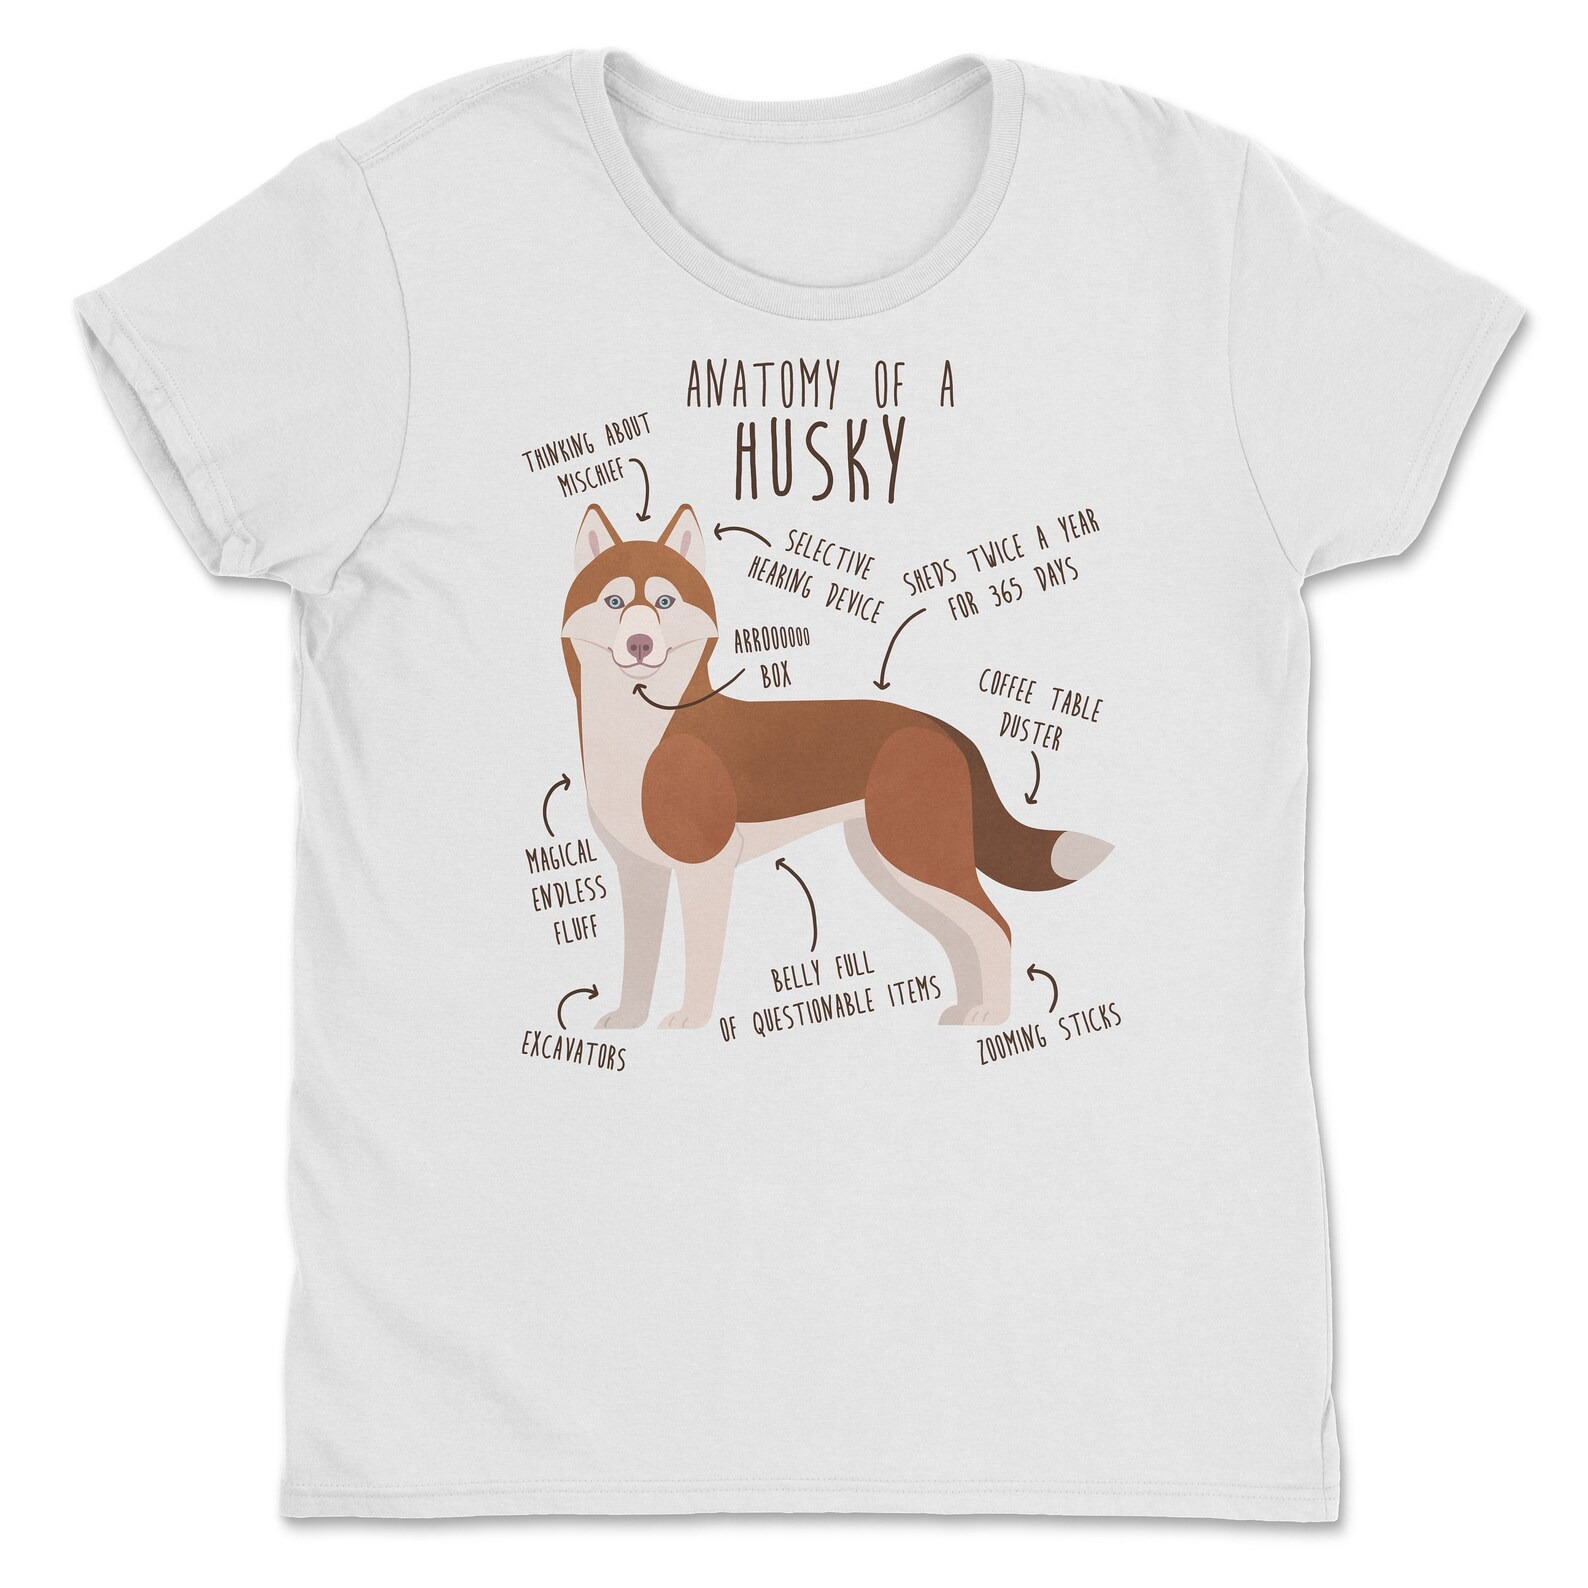 ANATOMY OF A
HUSKY
THINKING ABOUT
MISCHIEF
SELECTIVE
HEARING DEVICE
SHEDS TWICE A YEAR
FOR 365 DAYS
ARROOOOOO
BOX
COFFEE TABLE
DUSTER
MAGICAL
ENDLESS
FLUFF
BELLY FULL
OF QUESTIONABLE ITEMS
EXCAVATORS
ZOOMING STICKS